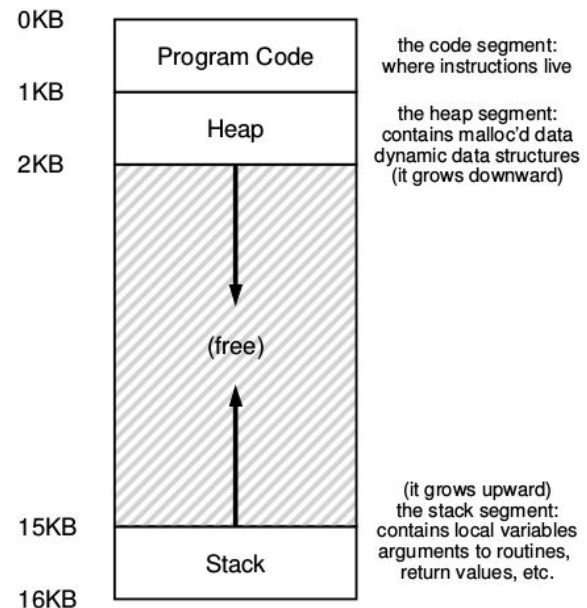 0KB
Program Code
the code segment:
where instructions live
1KB
Heap
the heap segment:
contains malloc'd data
dynamic data structures
(it grows downward)
2KB
(free)
(it grows upward)
the stack segment:
contains local variables
arguments to routines,
return values, etc.
15KB
Stack
16KB